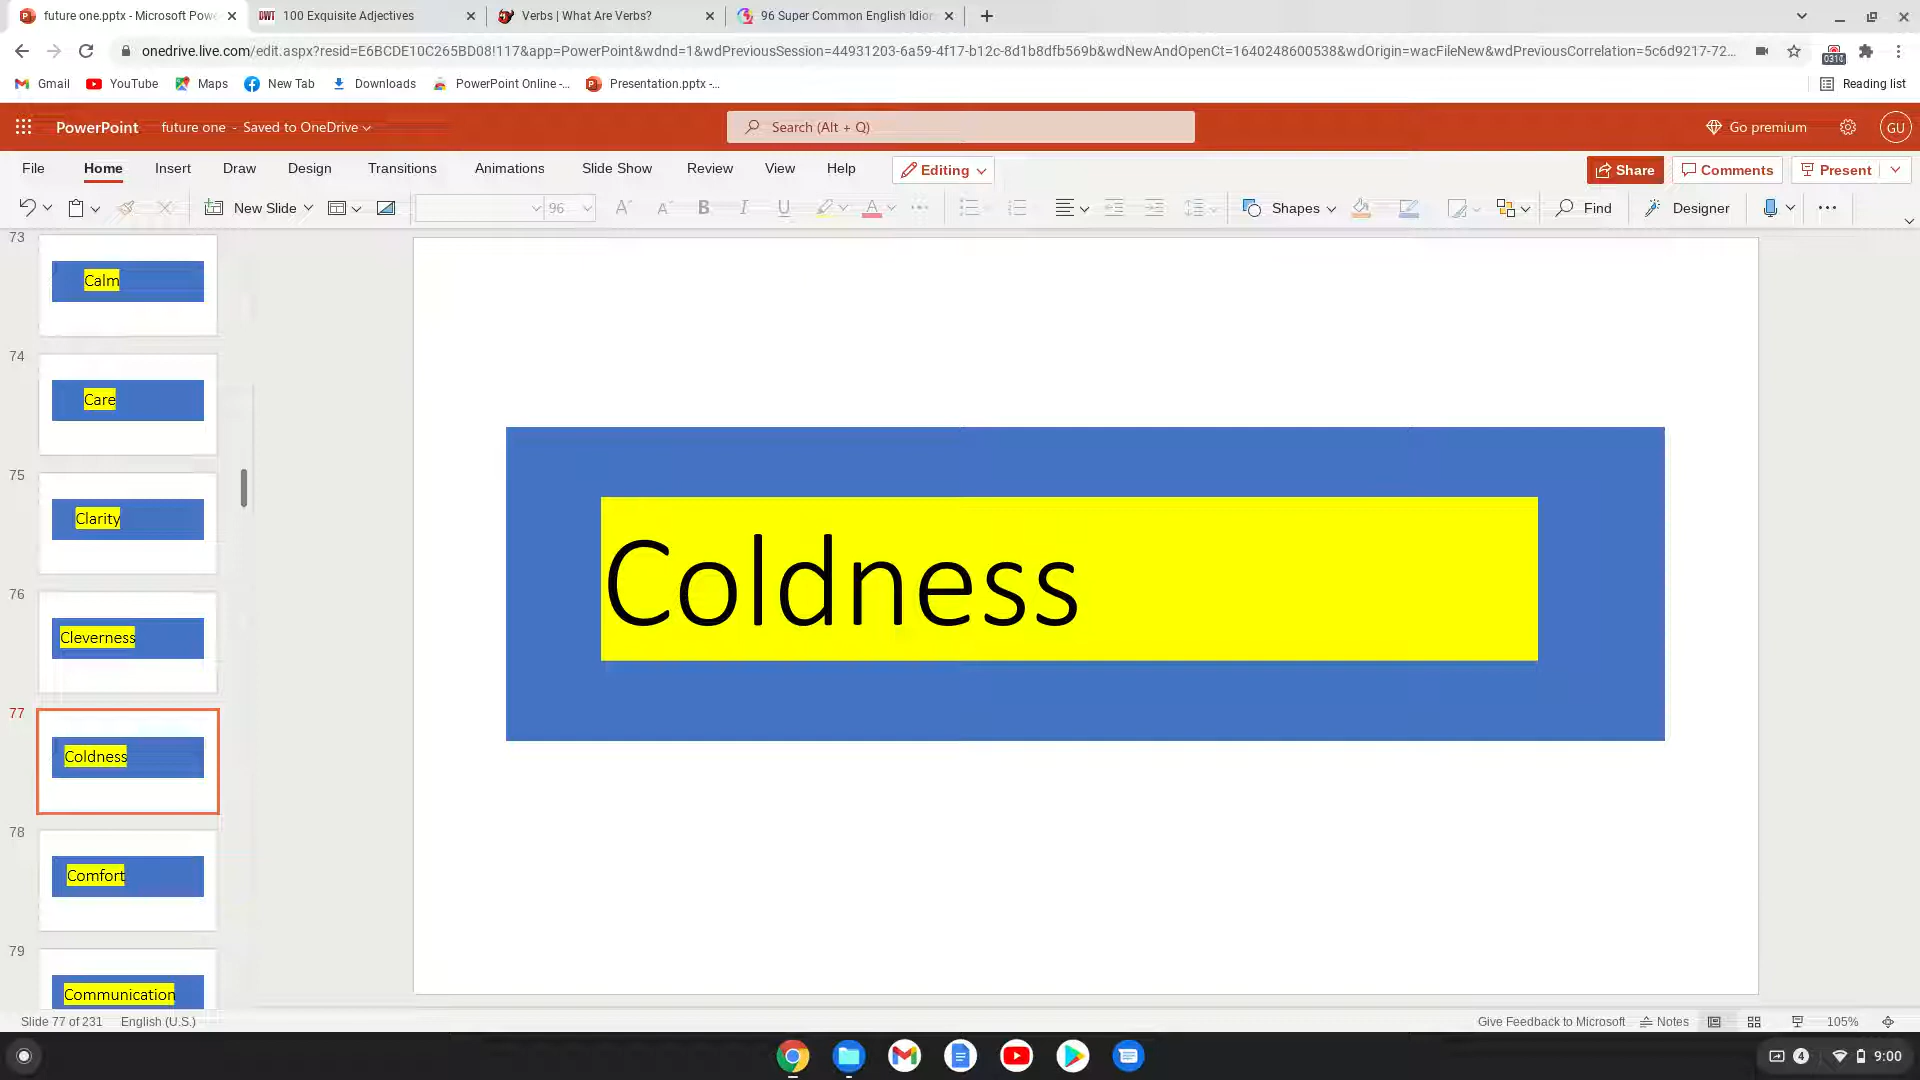 future.one.pptx - Microsoft Powe
100 Exquisite Adjectives
Verbs | What Are Verbs?
96 Super Common English Idion
onedrive.live.com/edit.aspx?resid=E6BCDE10C265BD08!117&app=PowerPoint&wdnd=1&wdPreviousSession=44931203-6a59-4f17-b12c-8d1b8dfb569b&wdNewAndOpenCt=1640248600538&wdOrigin=wacFileNew&wdPreviousCorrelation=5c6d9217-72...
0310
Gmail
YouTube
Maps
New Tab
Downloads
PowerPoint Online -...
Presentation.pptx -...
Reading list
PowerPoint
future one - Saved to OneDrive
Search (Alt + Q)
Go premium
GU
File
Home
Insert
Draw
Design
Transitions
Animations
Slide Show
Review
View
Help
Editing
Share
Comments
Present
New Slide
96
B
I
U
A
Shapes
Find
Designer
73
Calm
74
Care
75
Clarity
76
Cleverness
77
Coldness
78
Comfort
79
Communication
Coldness
Slide 77 of 231
English (U.S.)
Give Feedback to Microsoft
Notes
105%
4
9:00